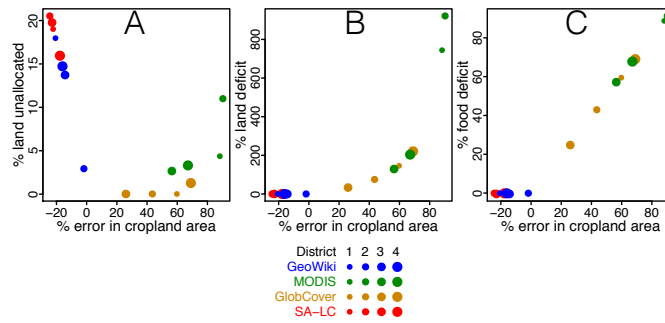 A
B
C
% land unallocated
0
5
10
15
20
−20
0
20
40
60
80
% error in cropland area
% land deficit
0
200
400
800
−20
0
20
40
60
80
% error in cropland area
% food deficit
0
20
40
60
80
−20
0
20
40
60
80
% error in cropland area
District 1 2 3 4
GeoWiki
MODIS
GlobCover
SA−LC